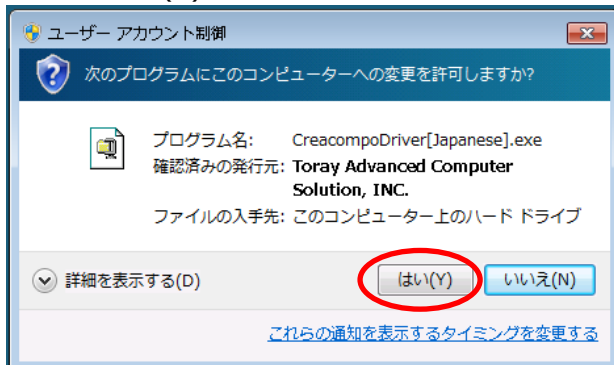 ユーザー アカウント制御
次のプログラムにこのコンピューターへの変更を許可しますか?
プログラム名: CreacompoDriver[Japanese].exe
確認済みの発行元: Toray Advanced Computer
Solution, INC.
ファイルの入手先: このコンピューター上のハード ドライブ
詳細を表示する(D) はい(Y) いいえ(N)
これらの通知を表示するタイミングを変更する